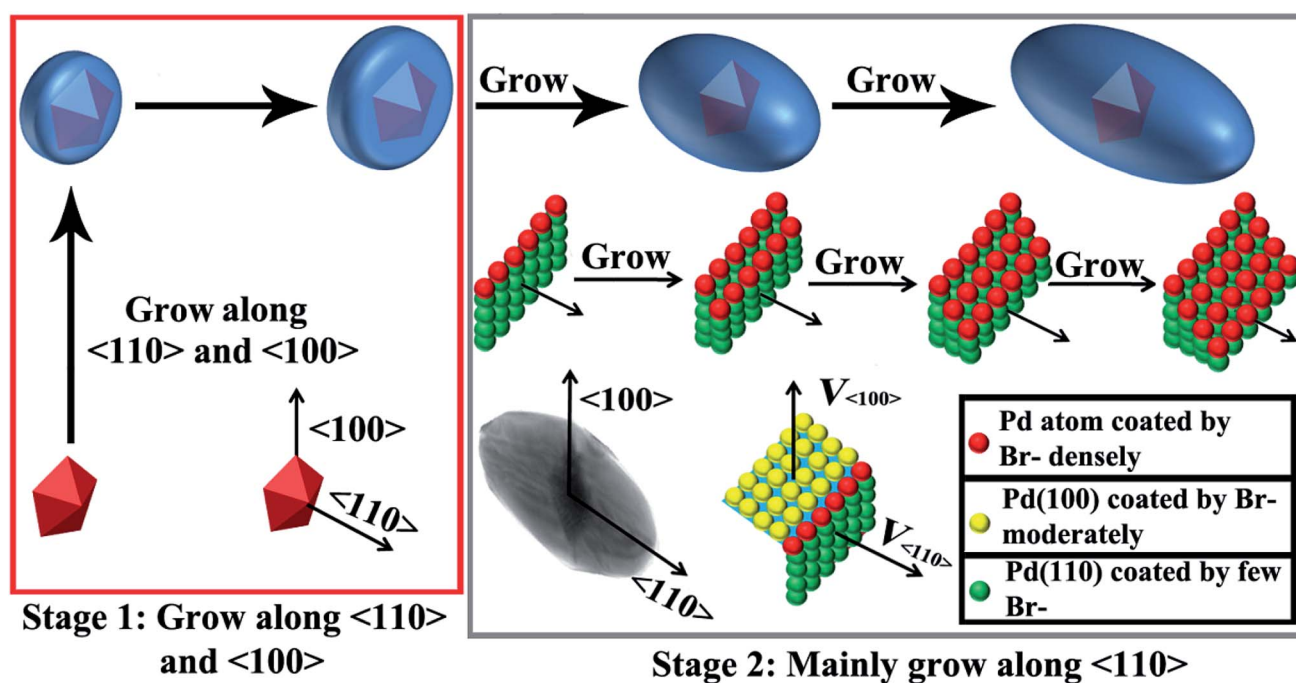 Grow
Grow
Grow along
<110> and <100>
<100>
<110>
Stage 1: Grow along <110>
and <100>
Grow
Grow
Grow
<100>
<110>
V<100>
V<110>
Pd atom coated by
Br- densely
Pd(100) coated by Br-
moderately
Pd(110) coated by few
Br-
Stage 2: Mainly grow along <110>